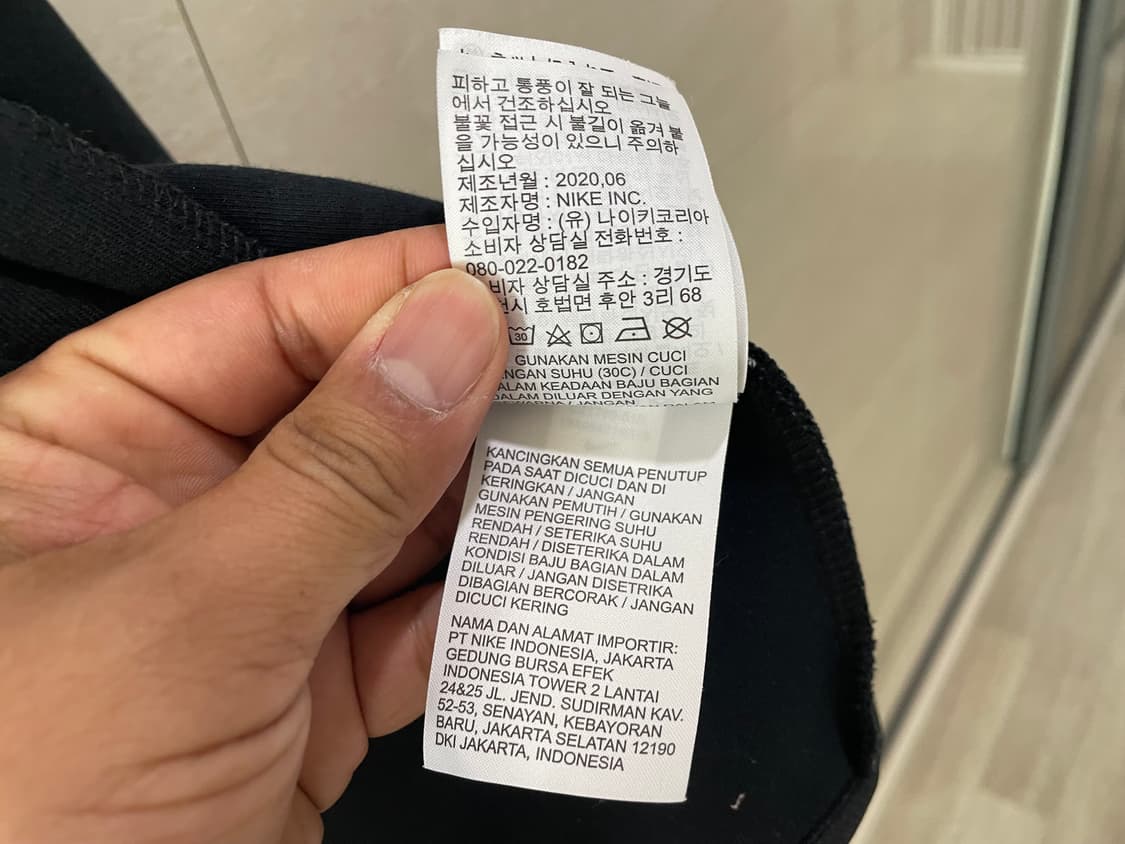 피하고 통풍이 잘 되는 그늘
에서 건조하십시오
불꽃 접근 시 불길이 옮겨 붙
을 가능성이 있으니 주의하
십시오
제조년월 : 2020,06
제조자명 : NIKE INC.
수입자명 : (유) 나이키코리아
소비자 상담실 전화번호 :
080-022-0182
상담실 주소 : 경기도
호법면 후안 3리 68
30
GUNAKAN MESIN CUCI
SUHU (30C) / CUCI
KEADAAN BAJU BAGIAN
DALAM DILUAR DENGAN YANG
KANCINGKAN SEMUA PENUTUP
PADA SAAT DICUCI DAN DI
KERINGKAN / JANGAN
GUNAKAN PEMUTIH / GUNAKAN
MESIN PENGERING SUHU
RENDAH / SETERIKA SUHU
RENDAH / DISETERIKA DALAM
KONDISI BAJU BAGIAN DALAM
DILUAR / JANGAN DISETRIKA
DIBAGIAN BERCORAK / JANGAN
DICUCI KERING
NAMA DAN ALAMAT IMPORTIR:
PT NIKE INDONESIA, JAKARTA
GEDUNG BURSA EFEK
INDONESIA TOWER 2 LANTAI
24&25 JL. JEND. SUDIRMAN KAV.
52-53, SENAYAN, KEBAYORAN
BARU, JAKARTA SELATAN 12190
DKI JAKARTA, INDONESIA